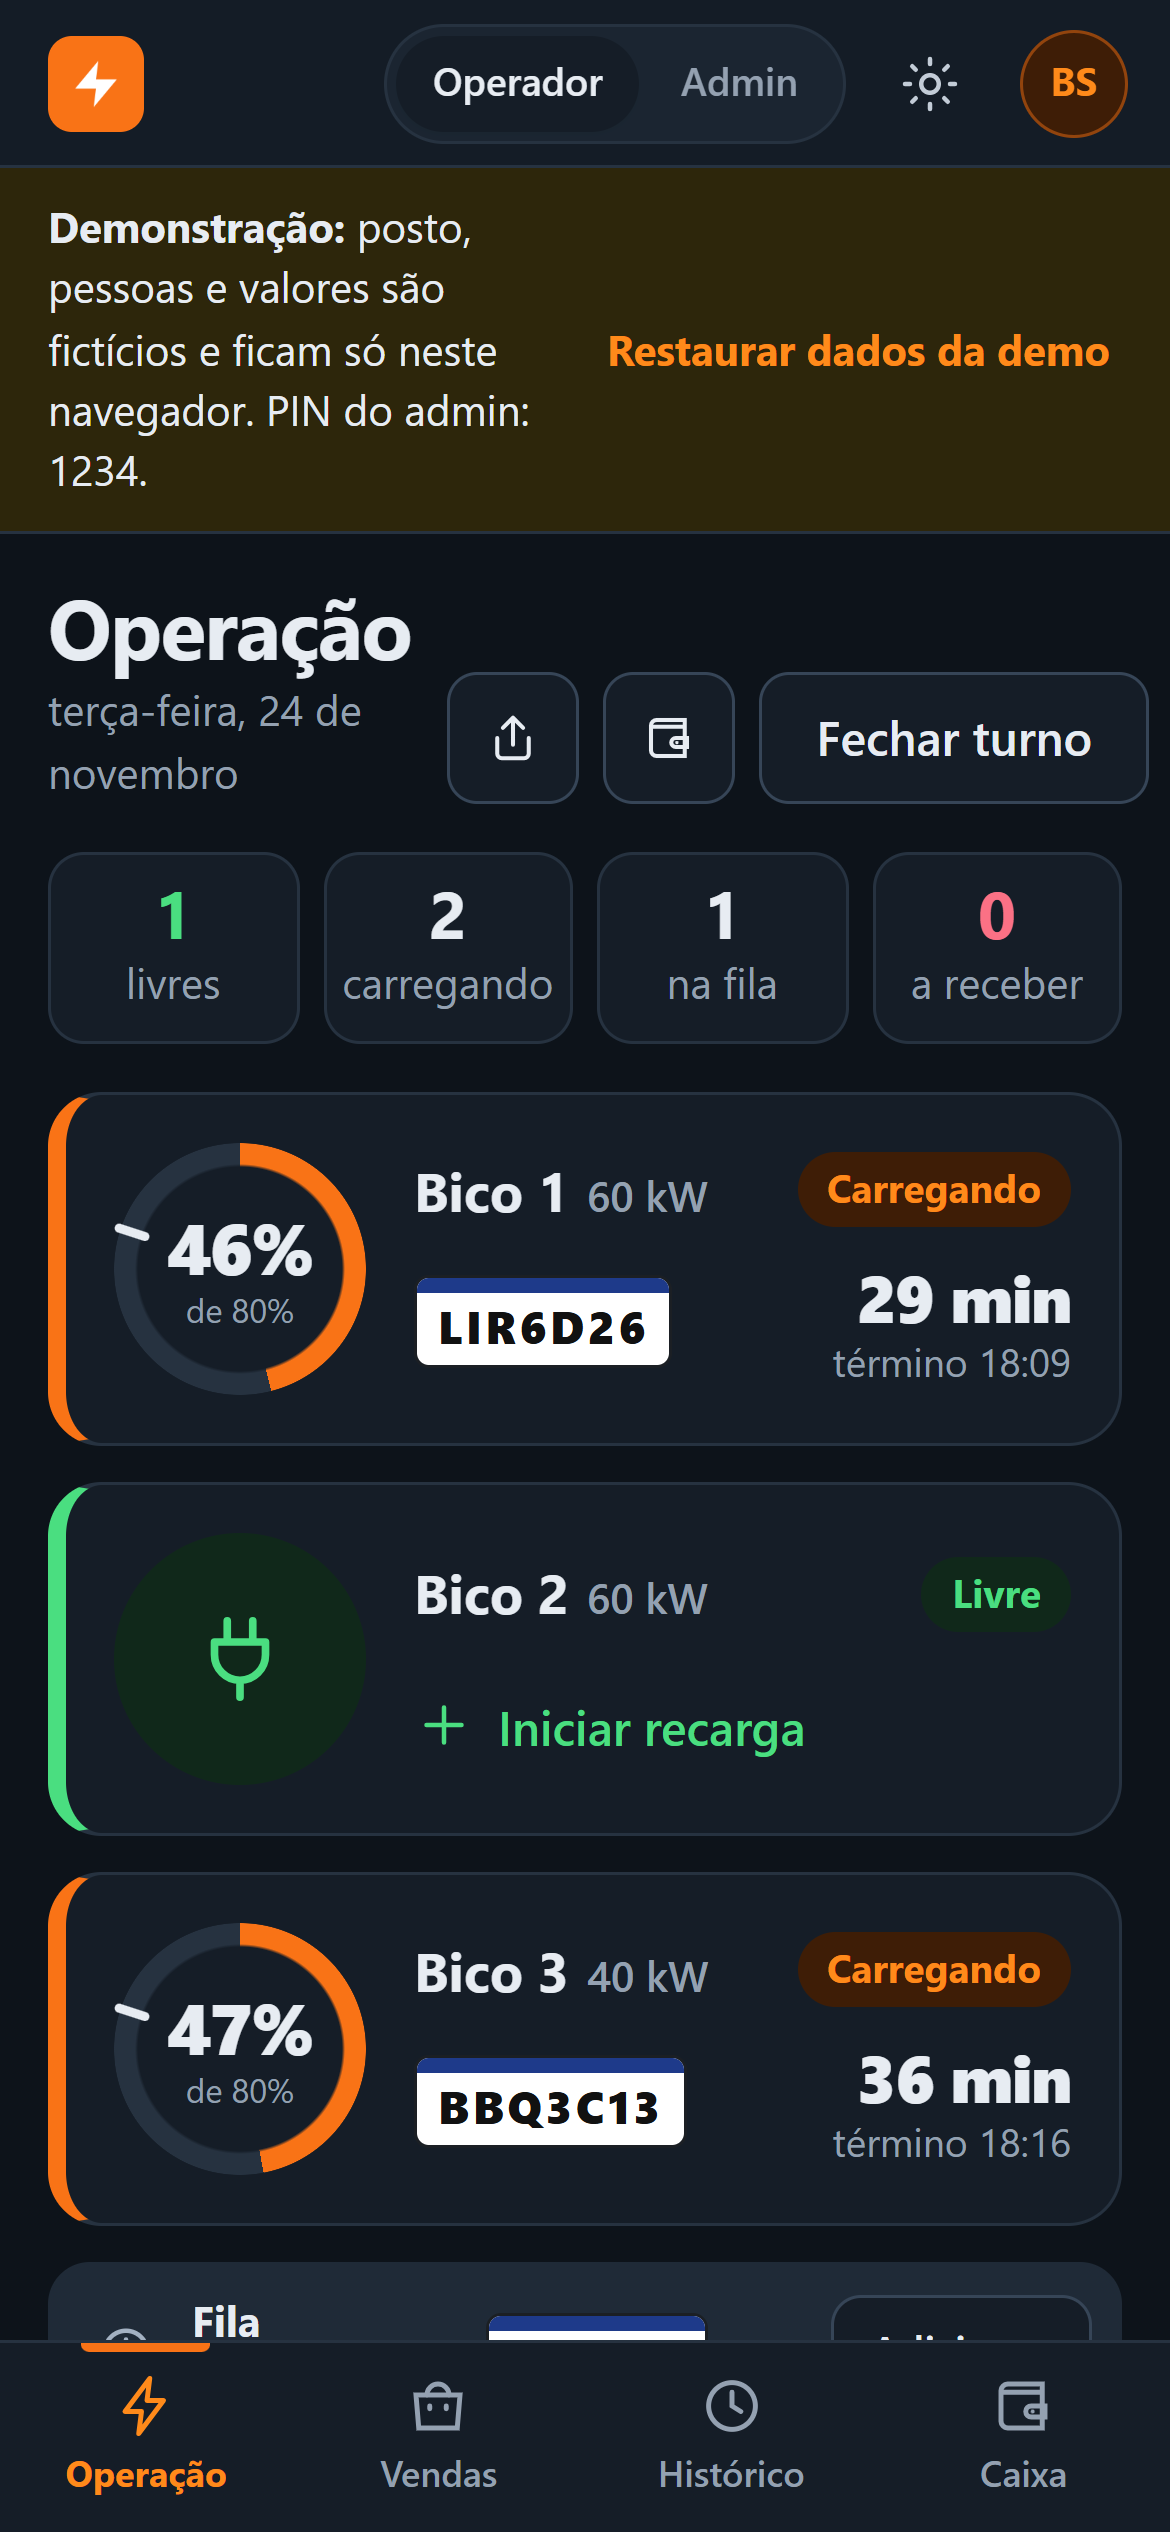 Operador
Admin
BS
Demonstração: posto,
pessoas e valores são
fictícios e ficam só neste
navegador. PIN do admin:
1234.
Restaurar dados da demo
Operação
terça-feira, 24 de
novembro
Fechar turno
1
livres
2
carregando
1
na fila
0
a receber
46%
de 80%
Bico 1 60 kW
Carregando
LIR6D26
29 min
término 18:09
Bico 2 60 kW
Livre
+ Iniciar recarga
47%
de 80%
Bico 3 40 kW
Carregando
BBQ3C13
36 min
término 18:16
Fila
Operação
Vendas
Histórico
Caixa